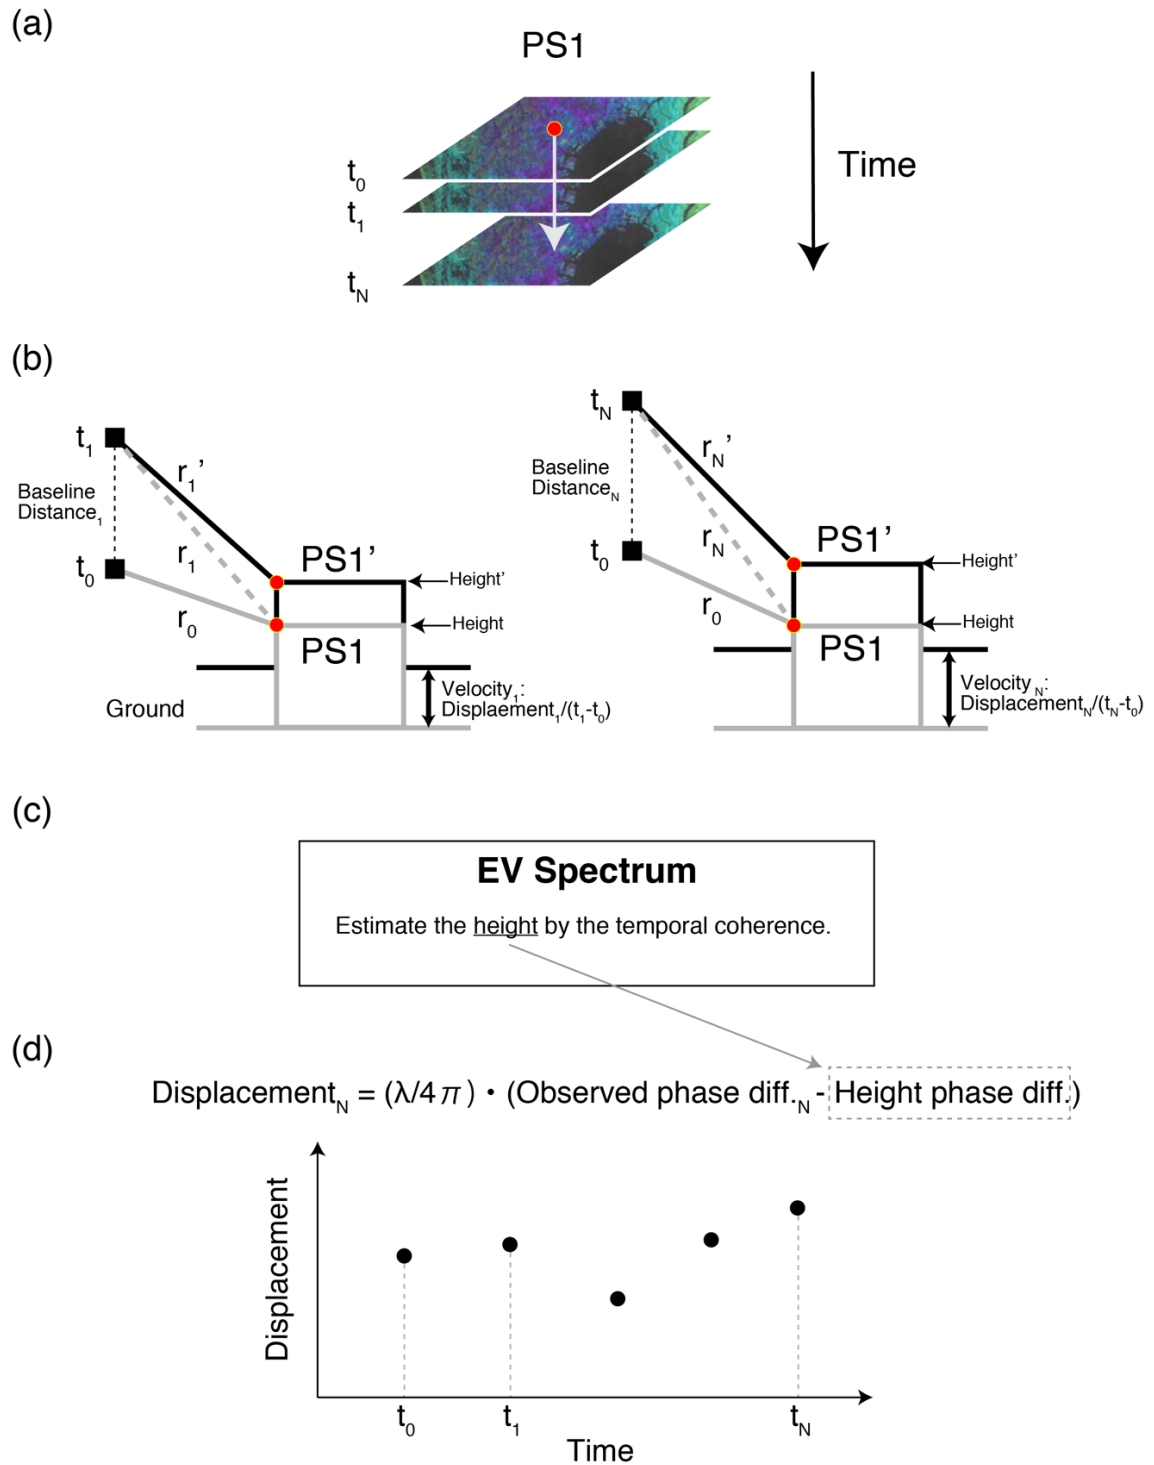 (a)
PS1
t0
t1
tN
Time
(b)
t1
Baseline
Distance1
t0
r1’
r1
r0
PS1’
PS1
Height’
Height
Ground
Velocity1:
Displaement1/(t1-t0)
tN
Baseline
DistanceN
t0
rN’
rN
r0
PS1’
PS1
Height’
Height
VelocityN:
DisplacementN/(tN-t0)
(c)
EV Spectrum
Estimate the height by the temporal coherence.
(d)
DisplacementN = (λ/4π) • (Observed phase diff.N - Height phase diff.)
Displacement
t0
t1
tN
Time